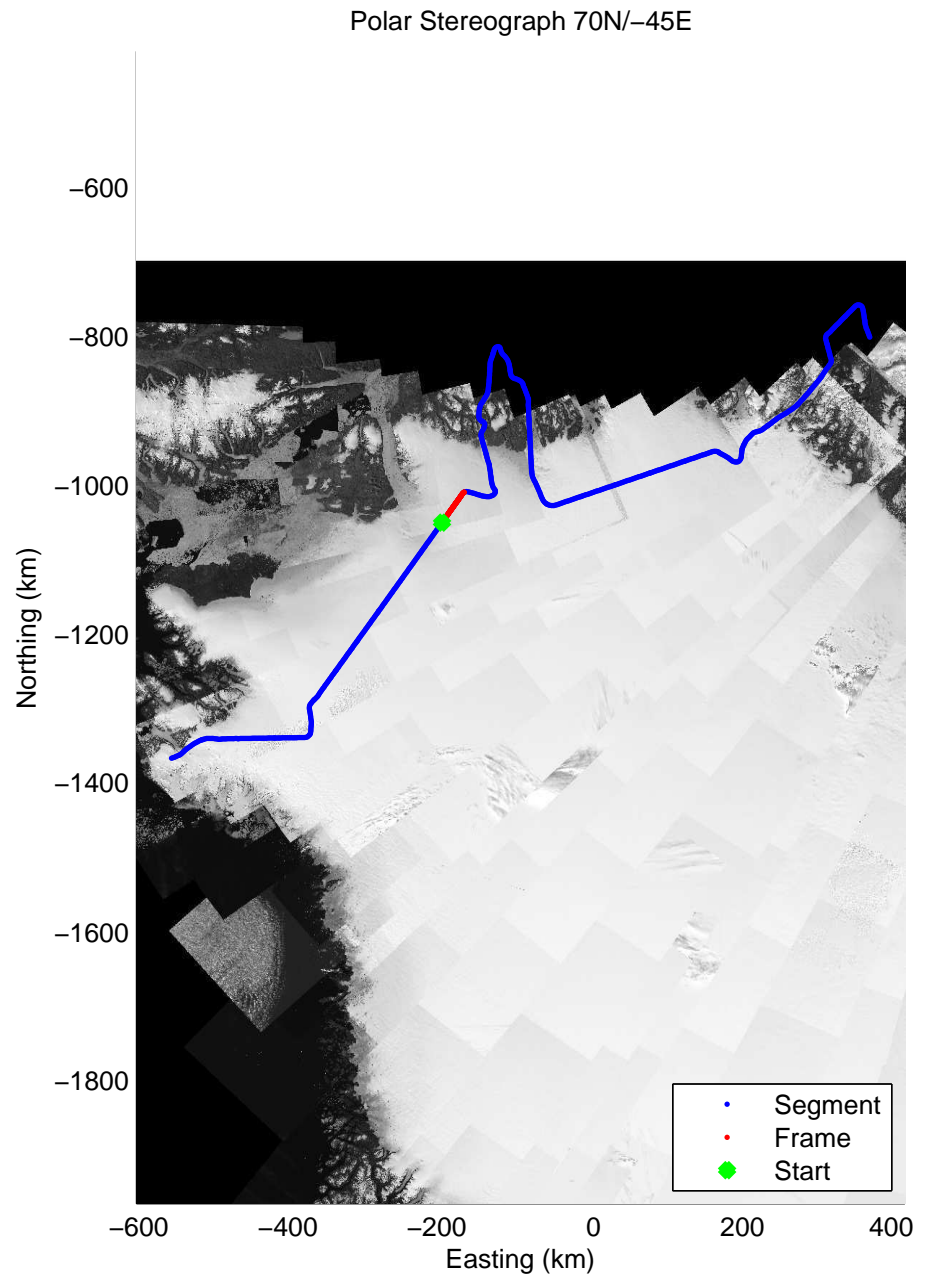 Polar Stereograph 70N/−45E
−600
−800
−1000
−1200
−1400
−1600
−1800
Northing (km)
Segment
Frame
Start
−600 −400 −200 0 200 400
Easting (km)